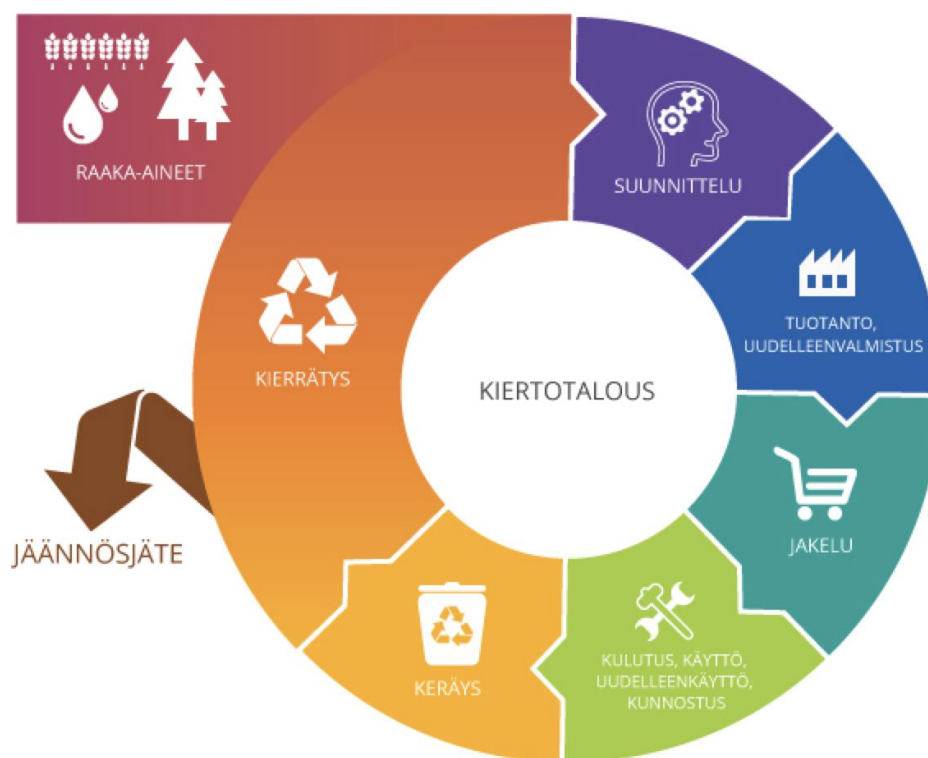 RAAKA-AINEET
SUUNNITTELU
TUOTANTO,
UUDELLEENVALMISTUS
JAKELU
KULUTUS, KÄYTTÖ,
UUDELLEENKÄYTTÖ,
KUNNOSTUS
KERÄYS
KIERRÄTYS
JÄÄNNÖSJÄTE
KIERTOTALOUS